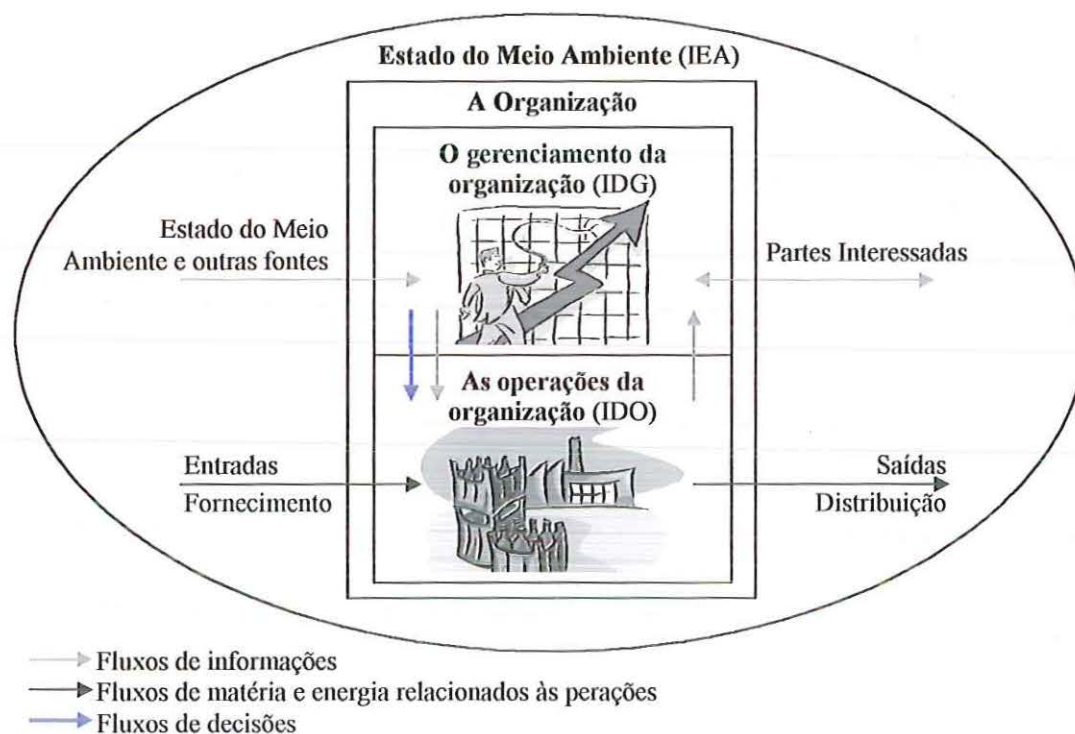 Estado do Meio Ambiente (IEA)
A Organização
O gerenciamento da
organização (IDG)
Estado do Meio
Ambiente e outras fontes
Partes Interessadas
As operações da
organização (IDO)
Entradas
Fornecimento
Saídas
Distribuição
Fluxos de informações
Fluxos de matéria e energia relacionados às perações
Fluxos de decisões